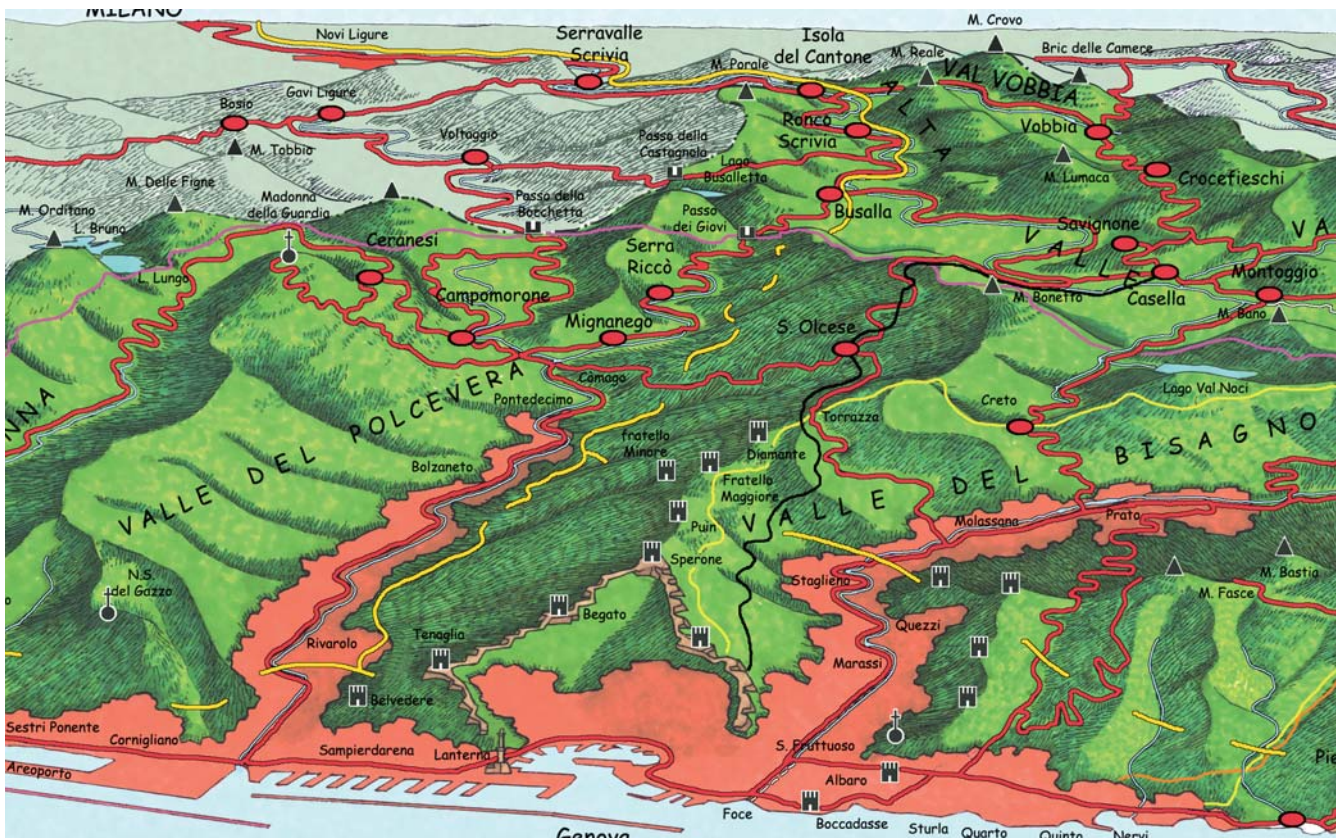 MILANO
Novi Ligure
Serravalle
Scrivia
Isola
del Cantone
M. Crovo
M. Porale
M. Reale
Bric delle Camere
VAL VOBBIA
Gavi Ligure
Bosio
Voltaggio
Passo della
Castagnola
Ronco
Scrivia
ALTA
Vobbia
M. Tobbio
Lago
Busalletta
M. Lumaca
Crocefieschi
M. Delle Figne
Madonna
della Guardia
Passo della
Bocchetta
Passo
dei Giovi
Busalla
Savignone
VALLE
VA
M. Orditano
L. Bruna
Ceranesi
Serra
Riccò
L. Lungo
Campomorone
Montoggio
M. Bonetto
Casella
M. Bano
Mignanego
S. Olcese
NNA
VALLE DEL POLCEVERA
Còmago
Pontedecimo
Lago Val Noci
Creto
Torrazza
Bolzaneto
fratello
Minore
Diamante
Fratello
Maggiore
VALLE DEL BISAGNO
Puin
Molassana
Prato
Sperone
N.S.
del Gazzo
Staglieno
M. Bastia
M. Fasce
Begato
Rivarolo
Tenaglia
Quezzi
Marassi
Belvedere
Sestri Ponente
Cornigliano
Sampierdarena
Lanterna
S. Fruttuoso
Areoporto
Albaro
Pie
Foce
Boccadasse
Sturla
Quarto
Quinto
Nervi
Genova